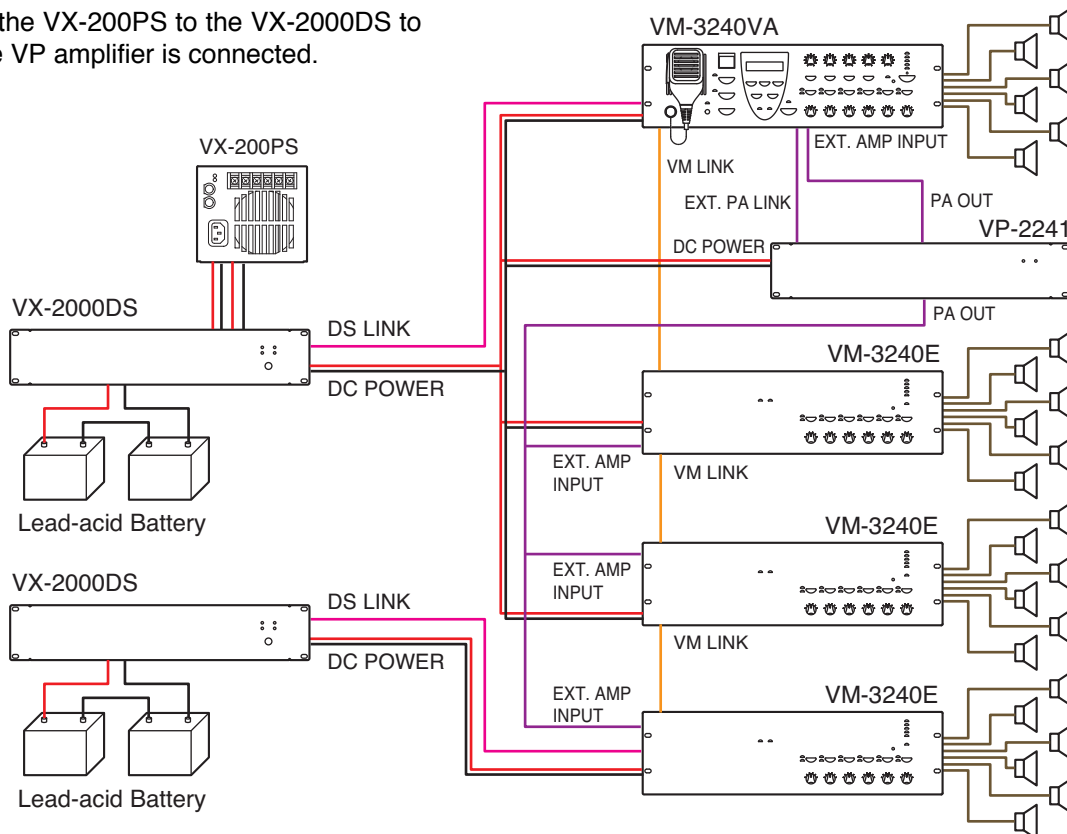 the VX-200PS to the VX-2000DS to
VP amplifier is connected.
VM-3240VA
VX-200PS
EXT. AMP INPUT
VM LINK
EXT. PA LINK
PA OUT
VP-2241
DC POWER
VX-2000DS
DS LINK
PA OUT
VM-3240E
DC POWER
EXT. AMP
INPUT
VM LINK
Lead-acid Battery
VM-3240E
EXT. AMP
INPUT
VX-2000DS
DS LINK
VM LINK
DC POWER
EXT. AMP
INPUT
VM-3240E
Lead-acid Battery